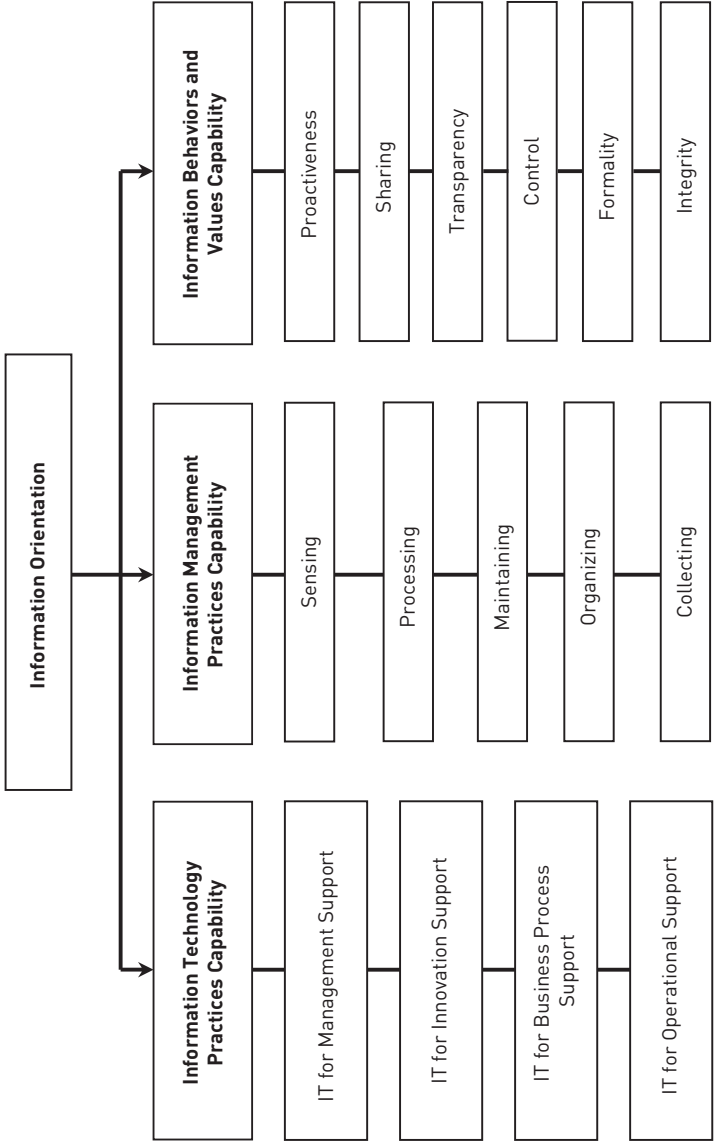 Information Orientation
Information Technology
Practices Capability
IT for Management Support
IT for Innovation Support
IT for Business Process
Support
IT for Operational Support
Information Management
Practices Capability
Sensing
Processing
Maintaining
Organizing
Collecting
Information Behaviors and
Values Capability
Proactiveness
Sharing
Transparency
Control
Formality
Integrity